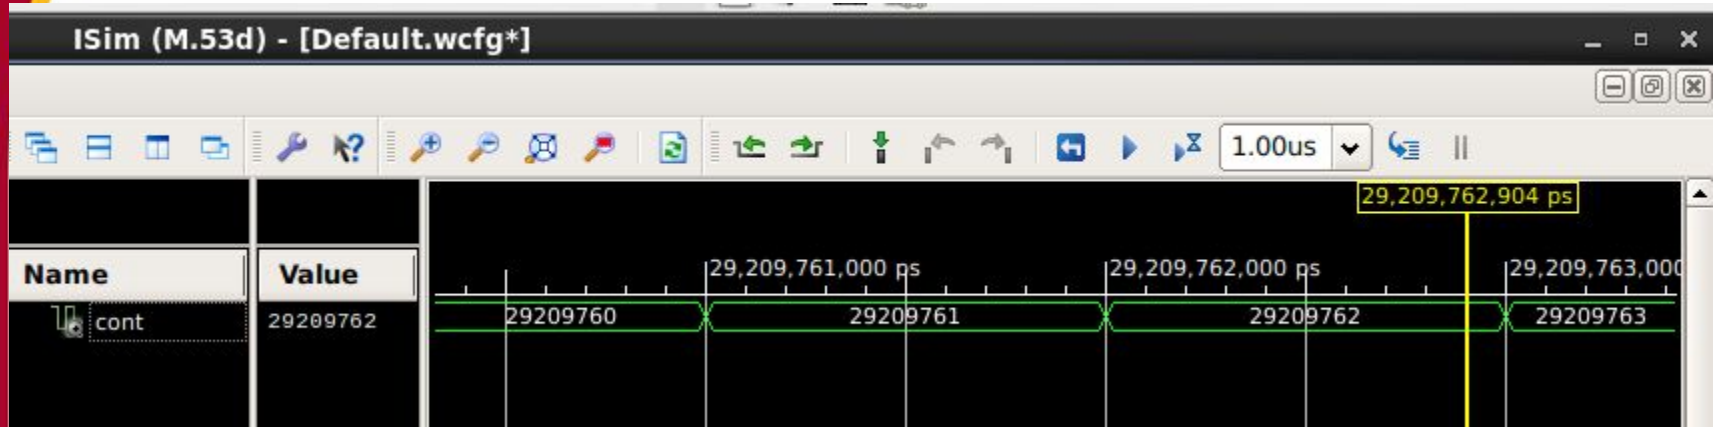 ISim (M.53d) - [Default.wcfg*]
1.00us
29,209,762,904 ps
29,209,761,000 ps 29,209,762,000 ps 29,209,763,000
Name Value
cont 29209762 29209760 29209761 29209762 29209763